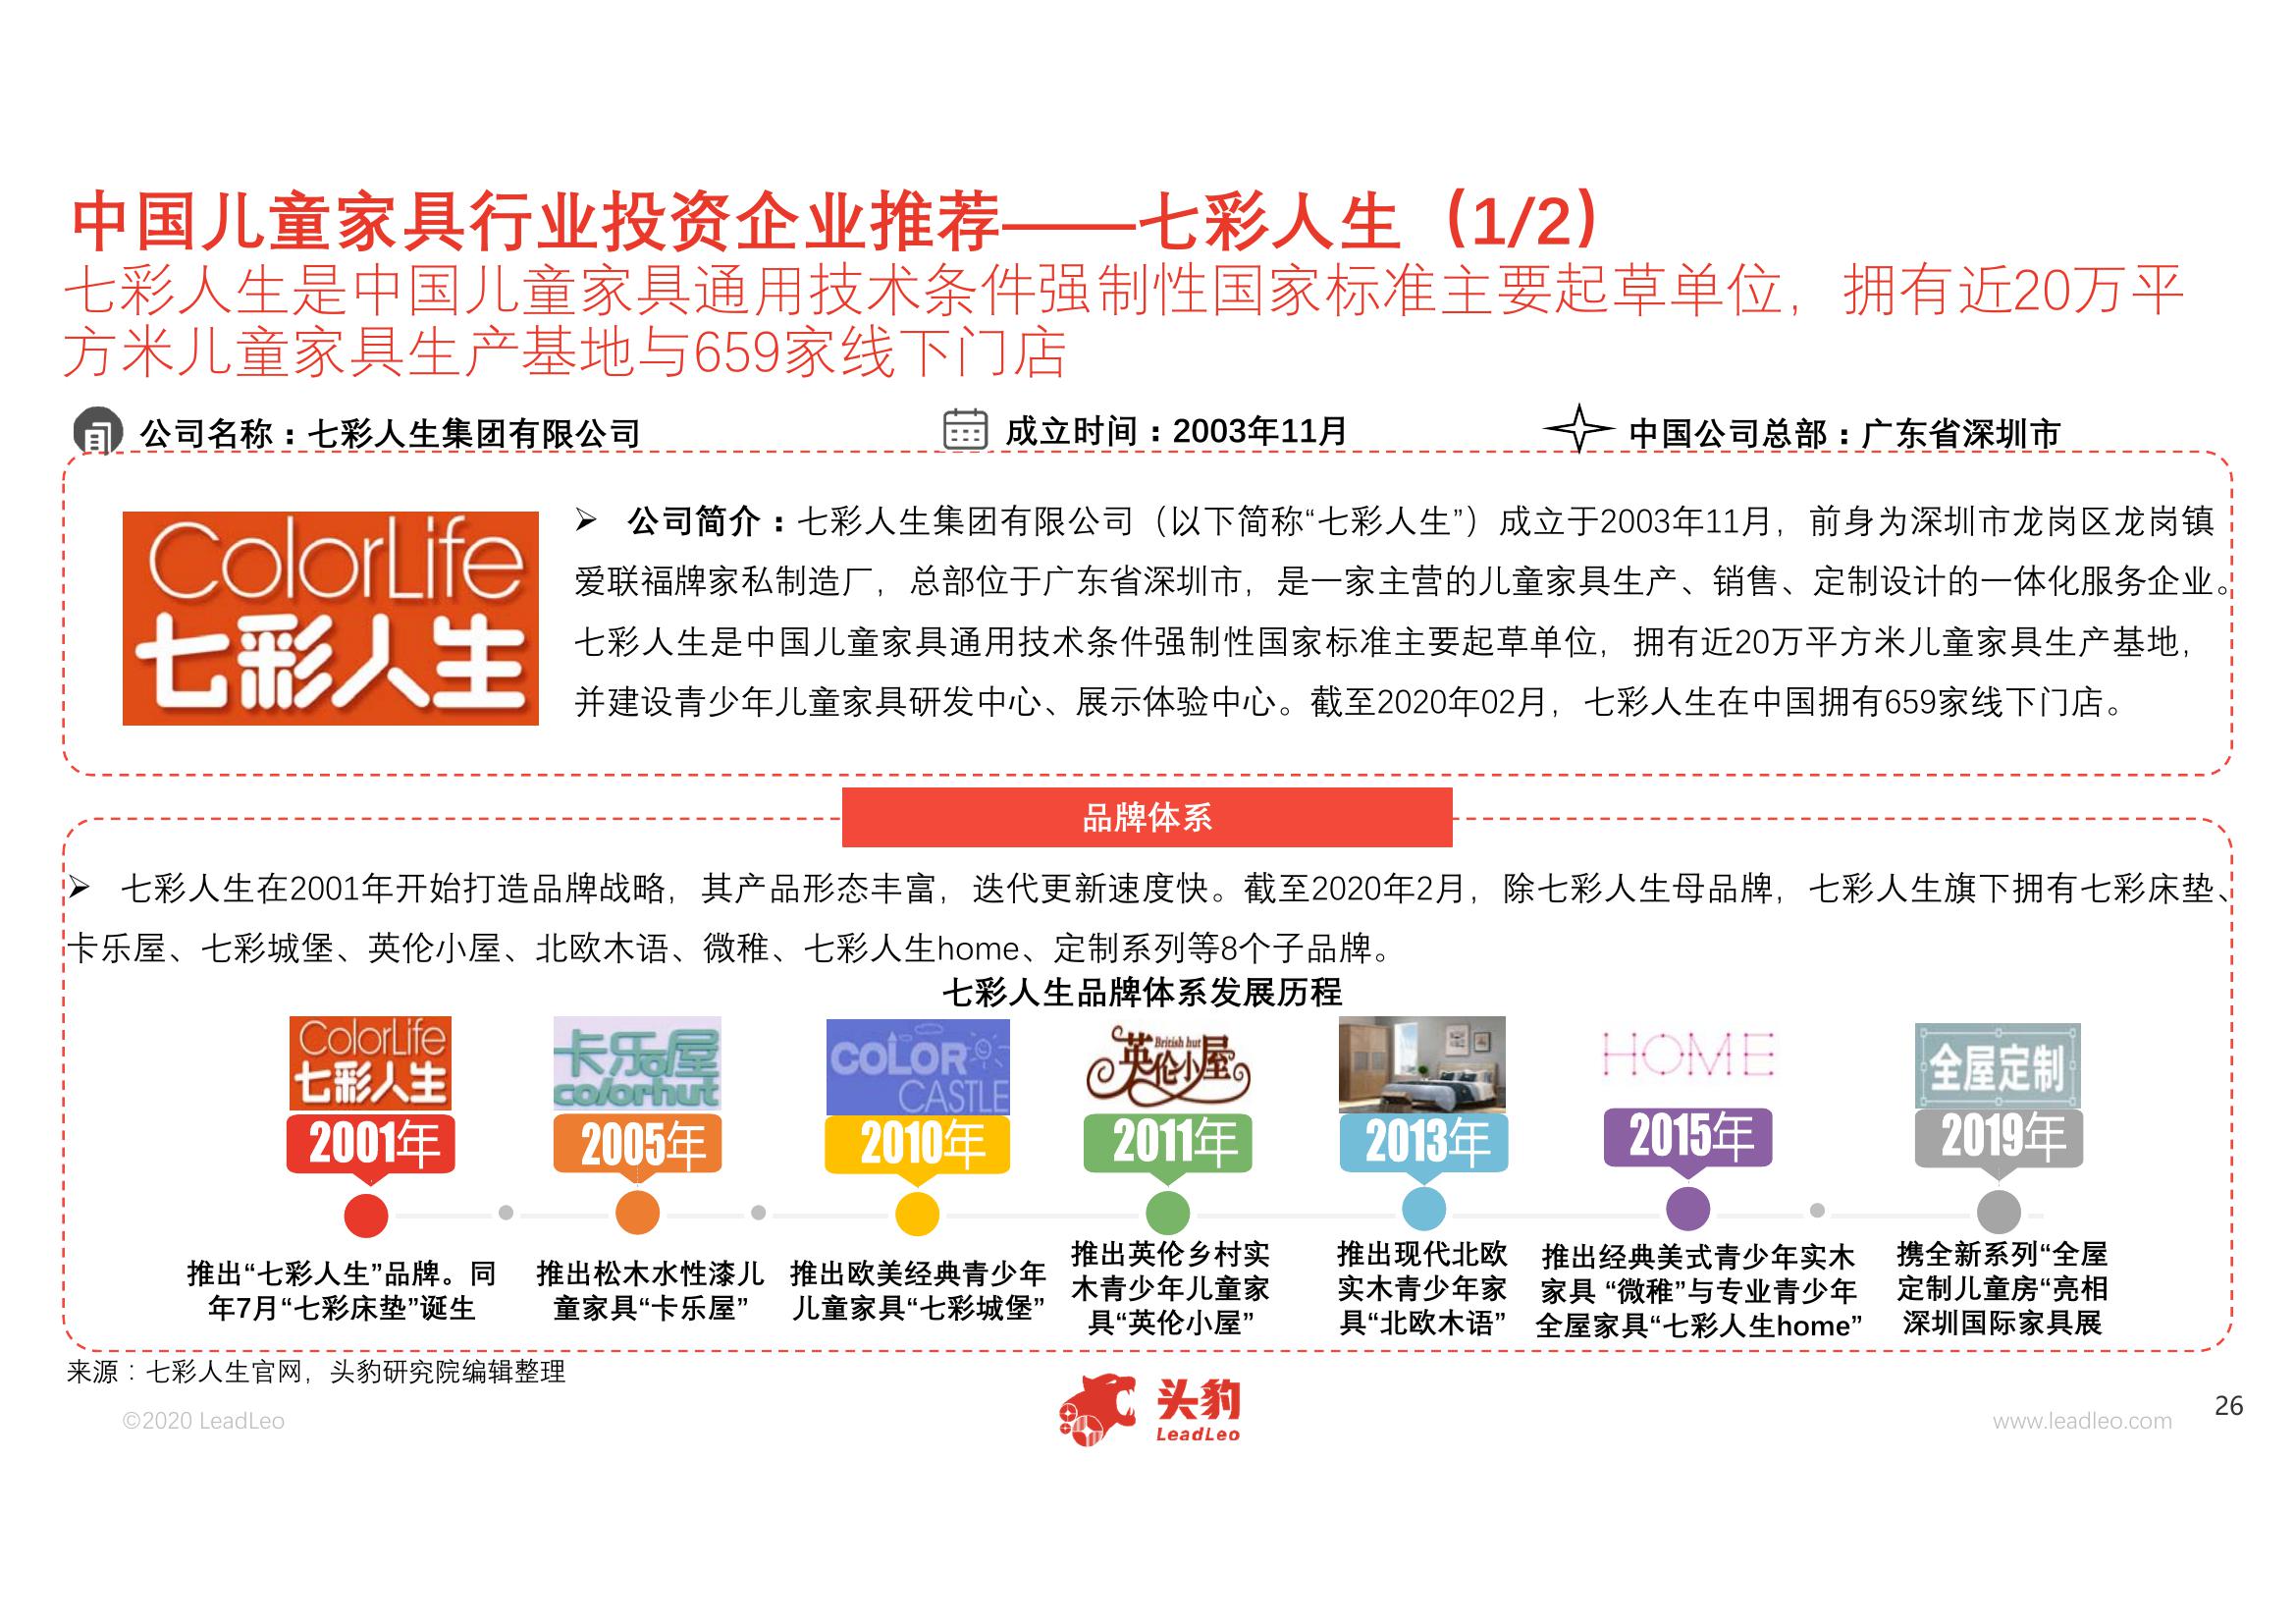 中国儿童家具行业投资企业推荐——七彩人生（1/2）
七彩人生是中国儿童家具通用技术条件强制性国家标准主要起草单位，拥有近20万平
方米儿童家具生产基地与659家线下门店
公司名称：七彩人生集团有限公司
成立时间：2003年11月
中国公司总部：广东省深圳市
ColorLife
七彩人生
➢ 公司简介：七彩人生集团有限公司（以下简称“七彩人生”）成立于2003年11月，前身为深圳市龙岗区龙岗镇
爱联福牌家私制造厂，总部位于广东省深圳市，是一家主营的儿童家具生产、销售、定制设计的一体化服务企业。
七彩人生是中国儿童家具通用技术条件强制性国家标准主要起草单位，拥有近20万平方米儿童家具生产基地，
并建设青少年儿童家具研发中心、展示体验中心。截至2020年02月，七彩人生在中国拥有659家线下门店。
品牌体系
➢ 七彩人生在2001年开始打造品牌战略，其产品形态丰富，迭代更新速度快。截至2020年2月，除七彩人生母品牌，七彩人生旗下拥有七彩床垫、
卡乐屋、七彩城堡、英伦小屋、北欧木语、微稚、七彩人生home、定制系列等8个子品牌。
七彩人生品牌体系发展历程
ColorLife
七彩人生
2001年
推出“七彩人生”品牌。同
年7月“七彩床垫”诞生
卡乐屋
colorhut
2005年
推出松木水性漆儿
童家具“卡乐屋”
COLOR
CASTLE
2010年
推出欧美经典青少年
儿童家具“七彩城堡”
British hut
英伦小屋
2011年
推出英伦乡村实
木青少年儿童家
具“英伦小屋”
2013年
推出现代北欧
实木青少年家
具“北欧木语”
HOME
2015年
推出经典美式青少年实木
家具 “微稚”与专业青少年
全屋家具“七彩人生home”
全屋定制
2019年
携全新系列“全屋
定制儿童房“亮相
深圳国际家具展
来源：七彩人生官网，头豹研究院编辑整理
©2020 LeadLeo
头豹
LeadLeo
www.leadleo.com
26